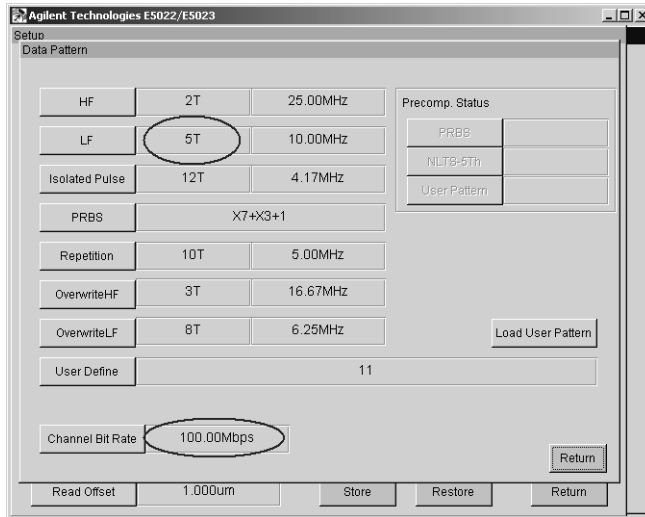 Agilent Technologies E5022/E5023
Setup
Data Pattern
HF 2T 25.00MHz
LF 5T 10.00MHz
Isolated Pulse 12T 4.17MHz
PRBS X7+X3+1
Repetition 10T 5.00MHz
OverwriteHF 3T 16.67MHz
OverwriteLF 8T 6.25MHz
User Define 11
Channel Bit Rate 100.00Mbps
Precomp. Status
PRBS
NLTS-5Th
User Pattern
Load User Pattern
Return
Read Offset 1.000um Store Restore Return